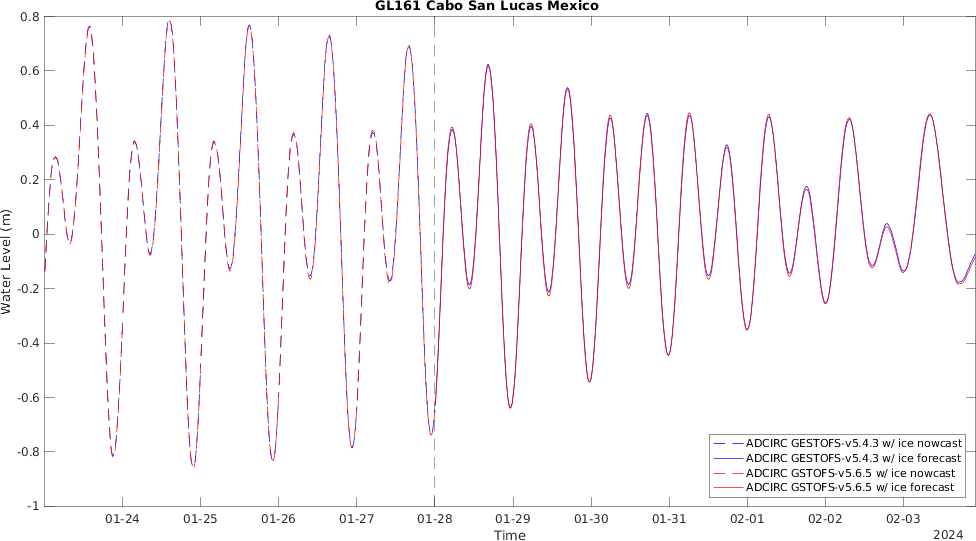 GL161 Cabo San Lucas Mexico
0.8
0.6
0.4
0.2
0
-0.2
-0.4
-0.6
-0.8
-1
Water Level (m)
ADCIRC GESTOFS-v5.4.3 w/ ice nowcast
ADCIRC GESTOFS-v5.4.3 w/ ice forecast
ADCIRC GSTOFS-v5.6.5 w/ ice nowcast
ADCIRC GSTOFS-v5.6.5 w/ ice forecast
01-24 01-25 01-26 01-27 01-28 01-29 01-30 01-31 02-01 02-02 02-03
Time
2024